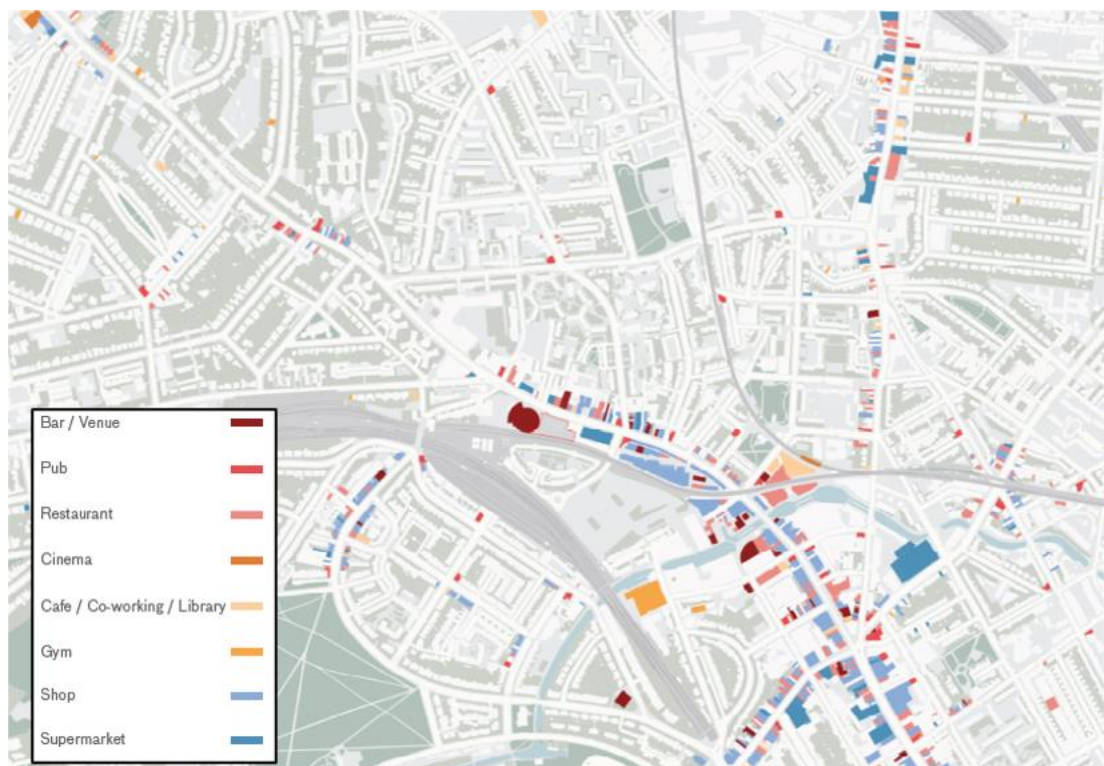 Bar / Venue
Pub
Restaurant
Cinema
Cafe / Co-working / Library
Gym
Shop
Supermarket